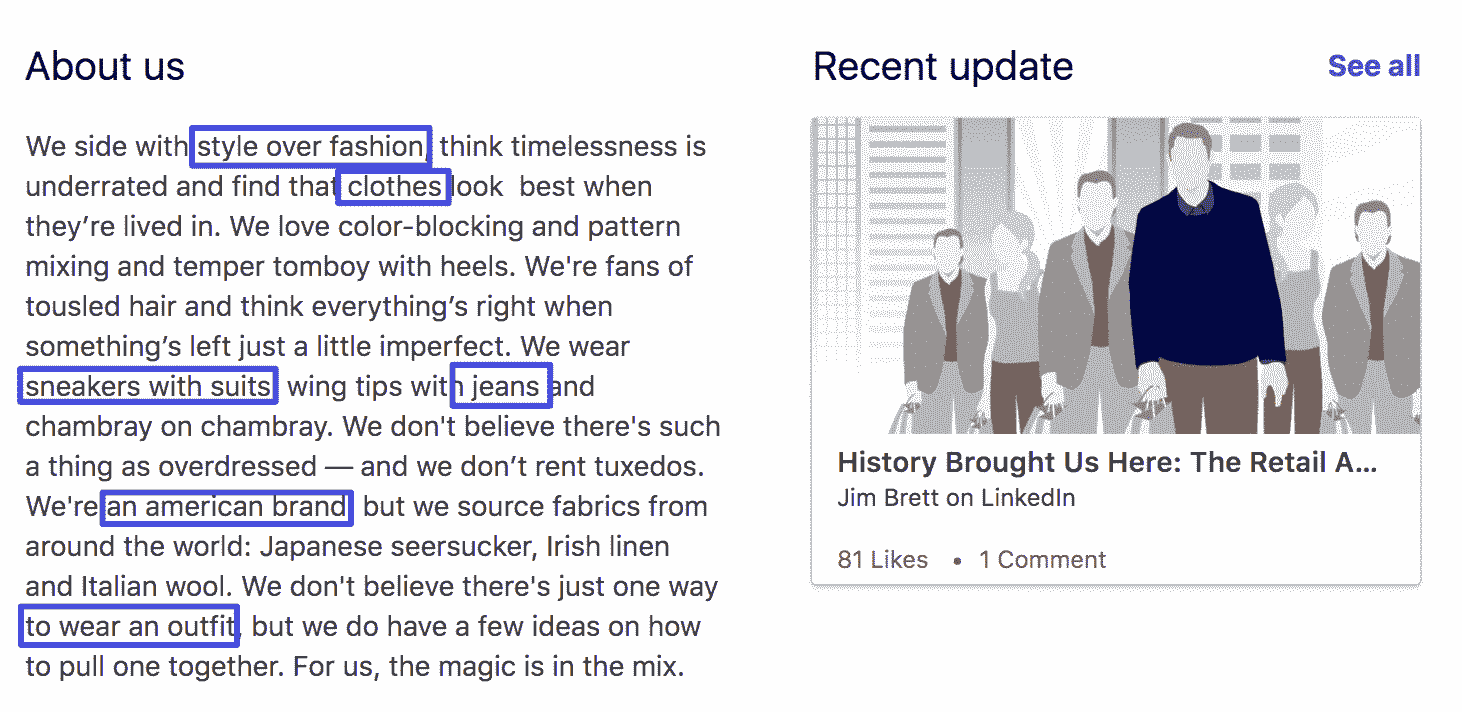 About us
We side with style over fashion, think timelessness is
underrated and find that clothes look best when
they’re lived in. We love color-blocking and pattern
mixing and temper tomboy with heels. We're fans of
tousled hair and think everything’s right when
something’s left just a little imperfect. We wear
sneakers with suits wing tips with jeans and
chambray on chambray. We don't believe there's such
a thing as overdressed — and we don’t rent tuxedos.
We're an american brand but we source fabrics from
around the world: Japanese seersucker, Irish linen
and Italian wool. We don't believe there's just one way
to wear an outfit, but we do have a few ideas on how
to pull one together. For us, the magic is in the mix.
Recent update
See all
History Brought Us Here: The Retail A...
Jim Brett on LinkedIn
81 Likes • 1 Comment